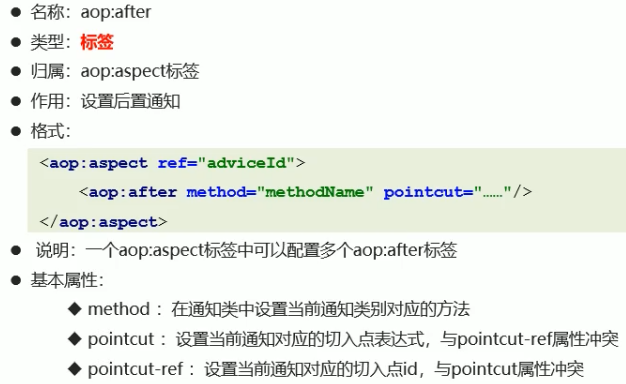 ● 名称：aop:after
● 类型：标签
● 归属：aop:aspect标签
● 作用：设置后置通知
● 格式：
<aop:aspect ref="adviceId">
<aop:after method="methodName" pointcut="……"/>
</aop:aspect>
● 说明：一个aop:aspect标签中可以配置多个aop:after标签
● 基本属性：
◆ method ：在通知类中设置当前通知类别对应的方法
◆ pointcut ：设置当前通知对应的切入点表达式，与pointcut-ref属性冲突
◆ pointcut-ref ：设置当前通知对应的切入点id，与pointcut属性冲突